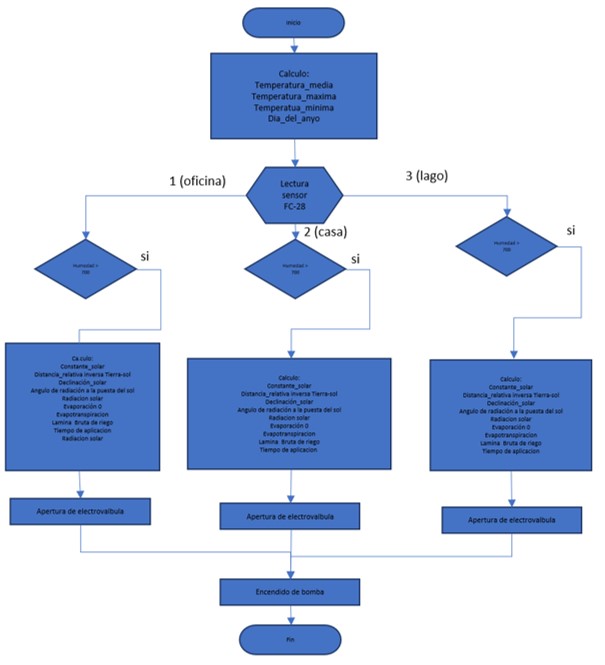 Inicio
Calculo:
Temperatura_media
Temperatura_maxima
Temperatua_minima
Dia_del_anyo
1 (oficina)
Lectura
sensor
FC-28
3 (lago)
2 (casa)
Humedad >
700
si
Humedad >
700
si
Humedad >
700
si
Ca.culo:
Constante_solar
Distancia_relativa inversa Tierra-sol
Declinación_solar
Angulo de radiación a la puesta del sol
Radiacion solar
Evaporación 0
Evapotranspiracion
Lamina Bruta de riego
Tiempo de aplicacion
Radiacion solar
Calculo:
Constante_solar
Distancia_relativa inversa Tierra-sol
Declinación_solar
Angulo de radiación a la puesta del sol
Radiacion solar
Evaporación 0
Evapotranspiracion
Lamina Bruta de riego
Tiempo de aplicacion
Calculo:
Constante_solar
Distancia_relativa inversa Tierra-sol
Declinación_solar
Angulo de radiación a la puesta del sol
Radiacion solar
Evaporación 0
Evapotranspiracion
Lamina Bruta de riego
Tiempo de aplicacion
Apertura de electrovalbula
Apertura de electrovalbula
Apertura de electrovalbula
Encendido de bomba
Fin